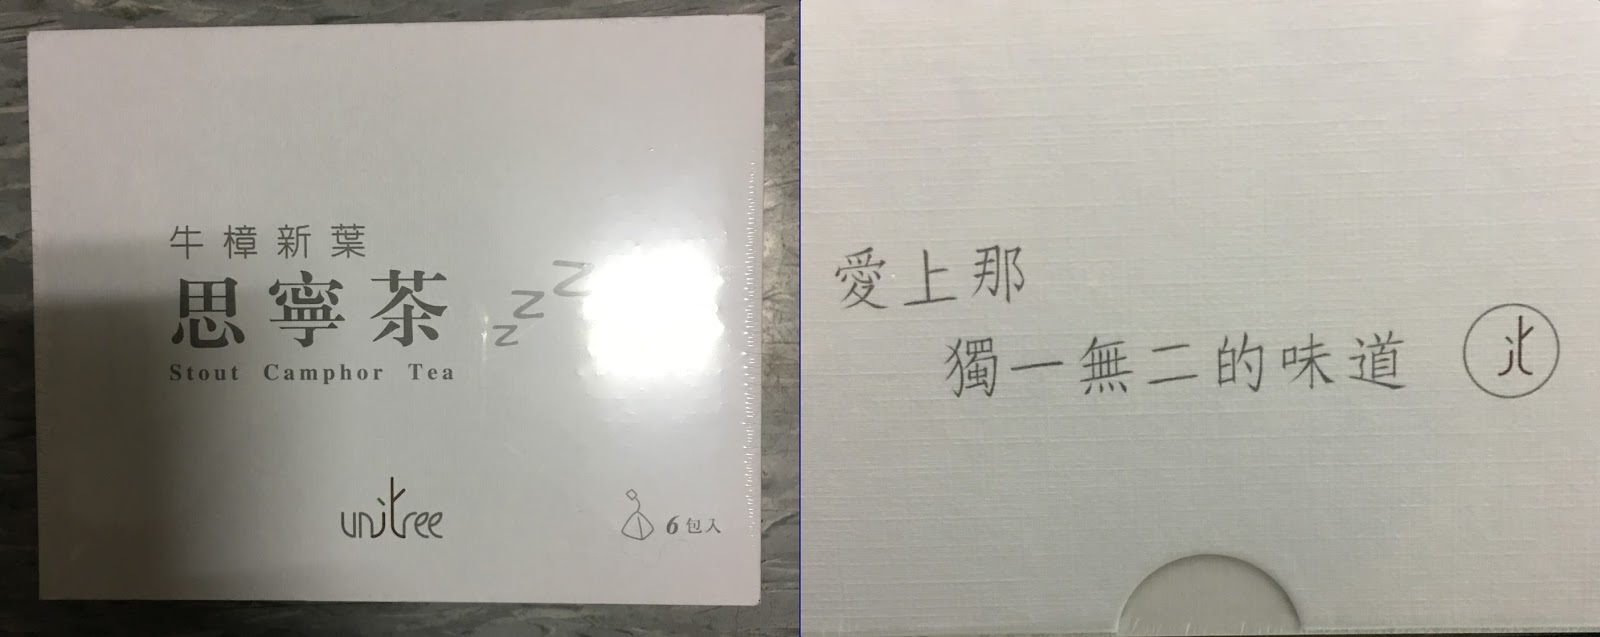 牛樟新葉
思寧茶
Stout Camphor Tea
z z z
unitree
6包入
愛上那
獨一無二的味道